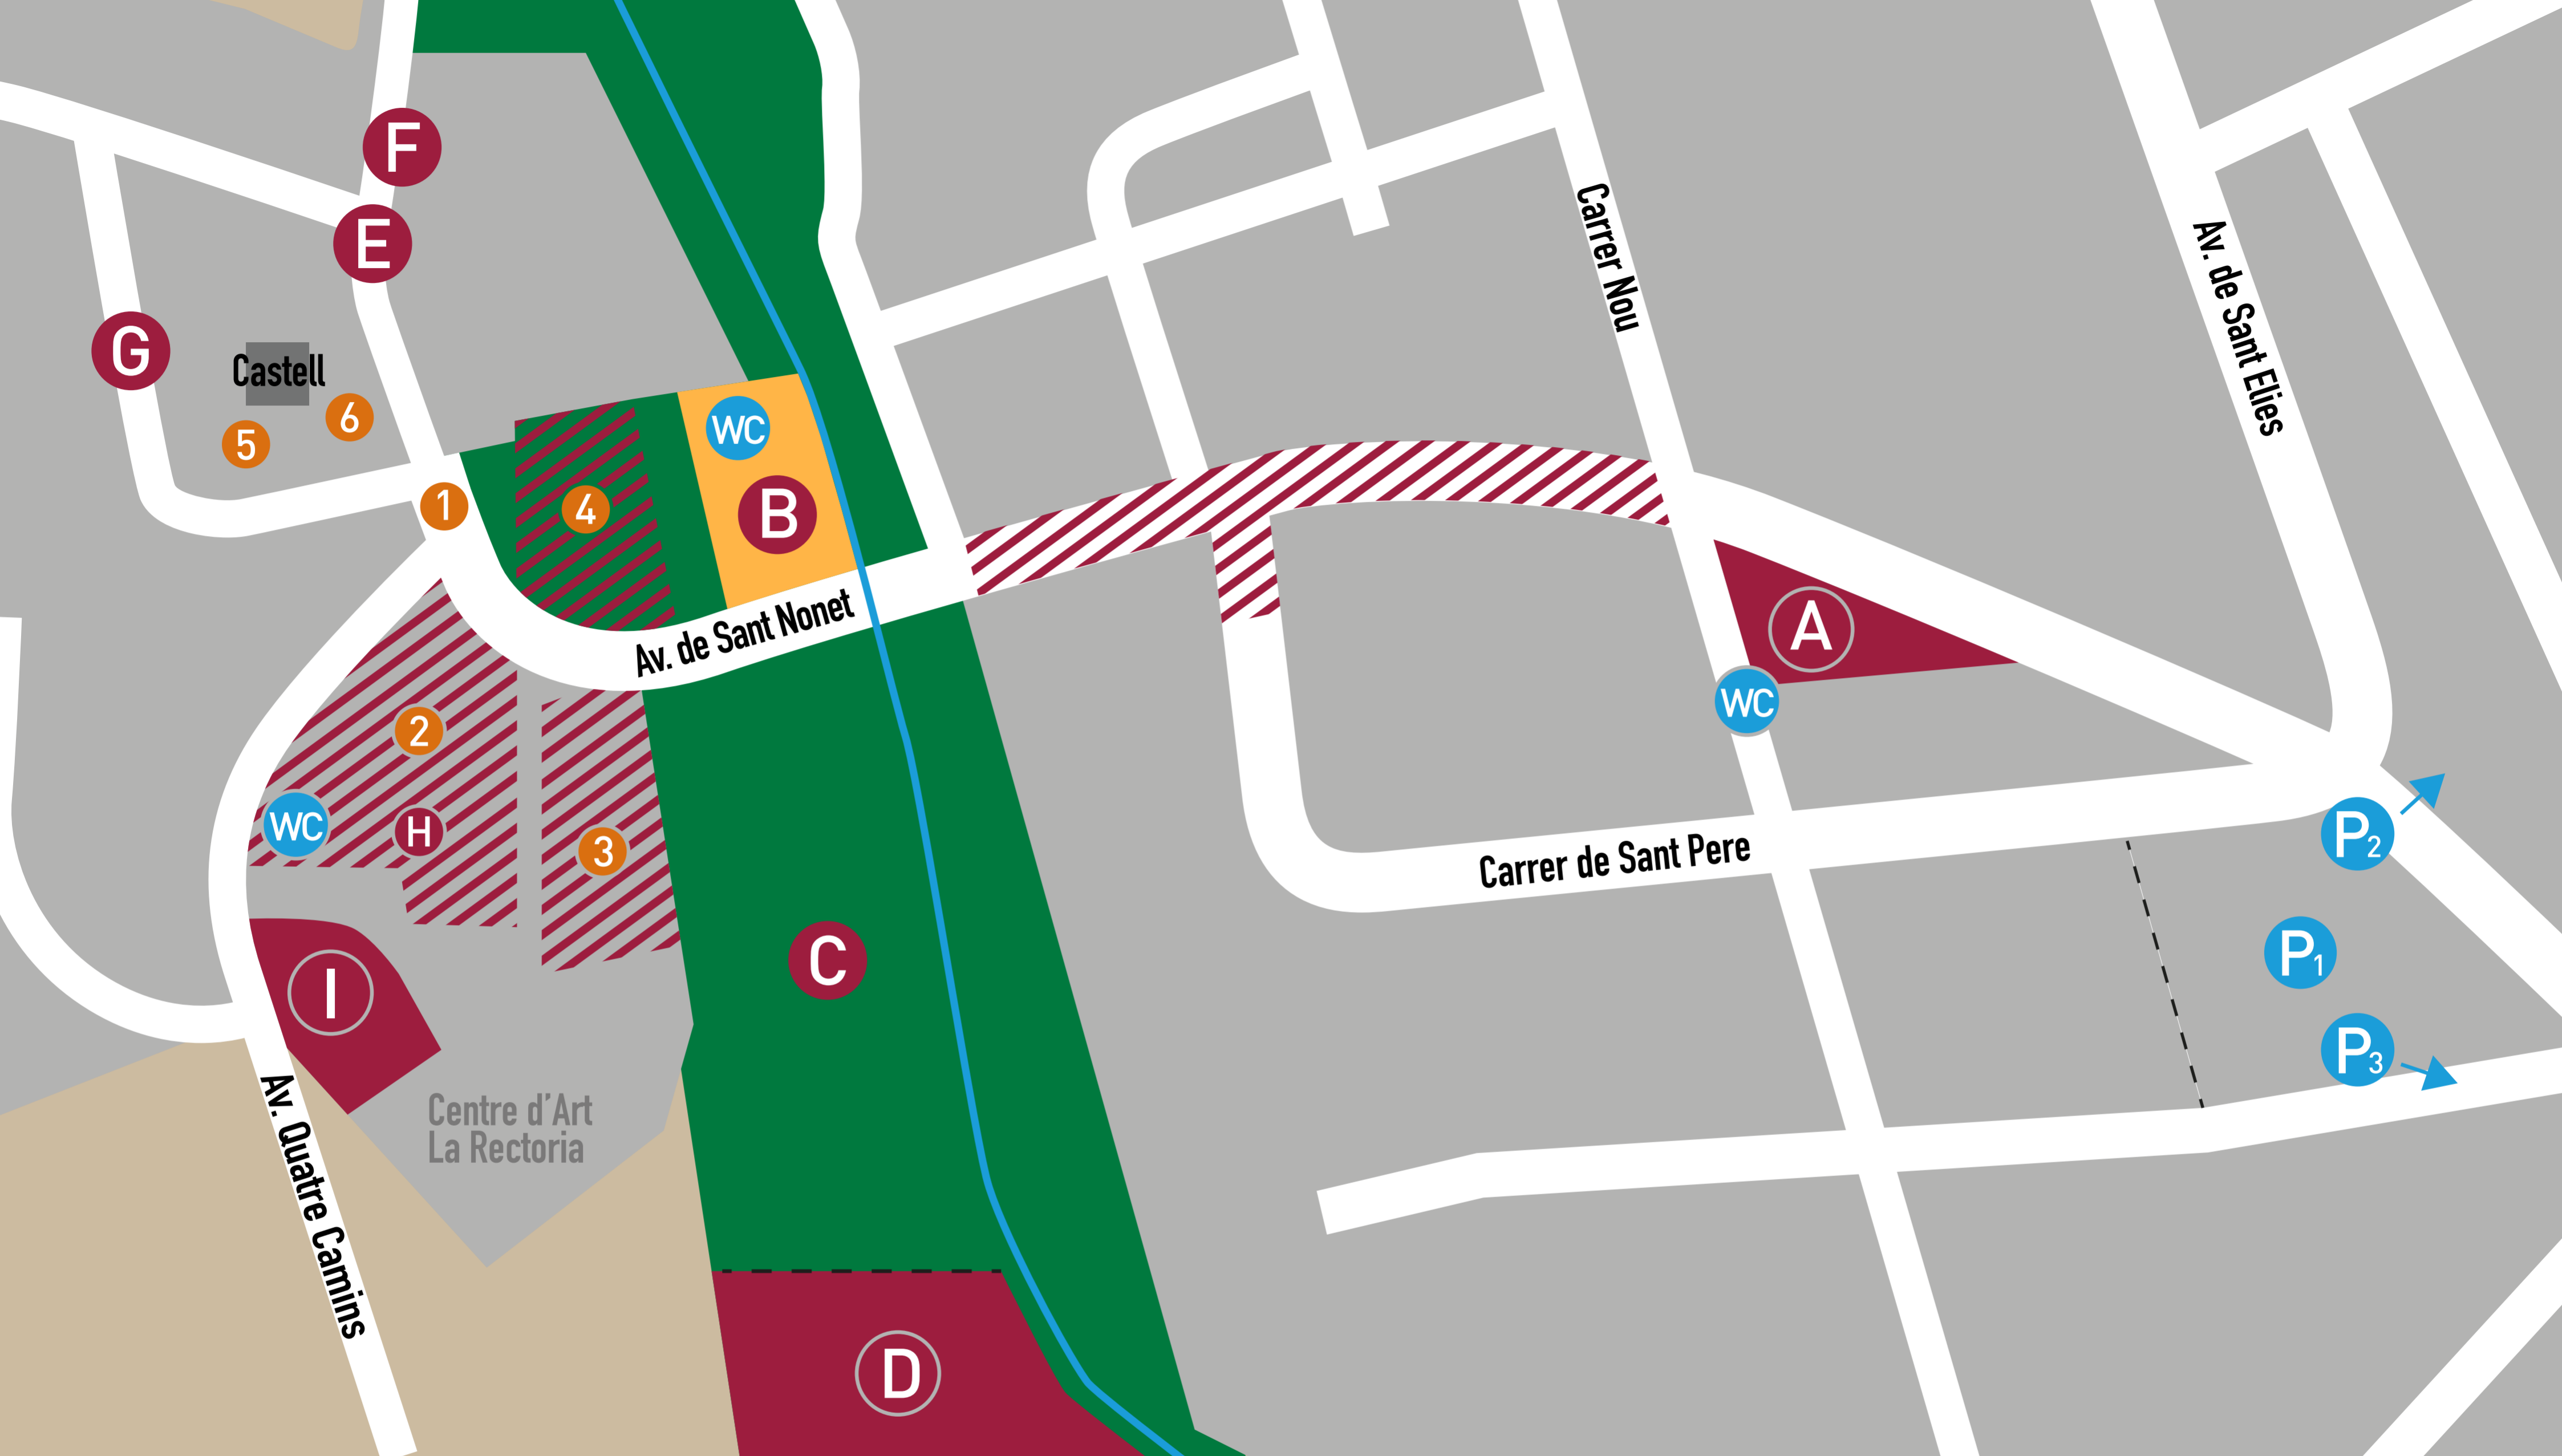 F
E
Carrer Nou
Av. de Sant Elies
G
Castell
6
5
WC
1
4
B
Av. de Sant Nonet
A
WC
2
WC
H
3
P2
Carrer de Sant Pere
C
P1
I
P3
Av. Quatre Camins
Centre d'Art
La Rectoria
D